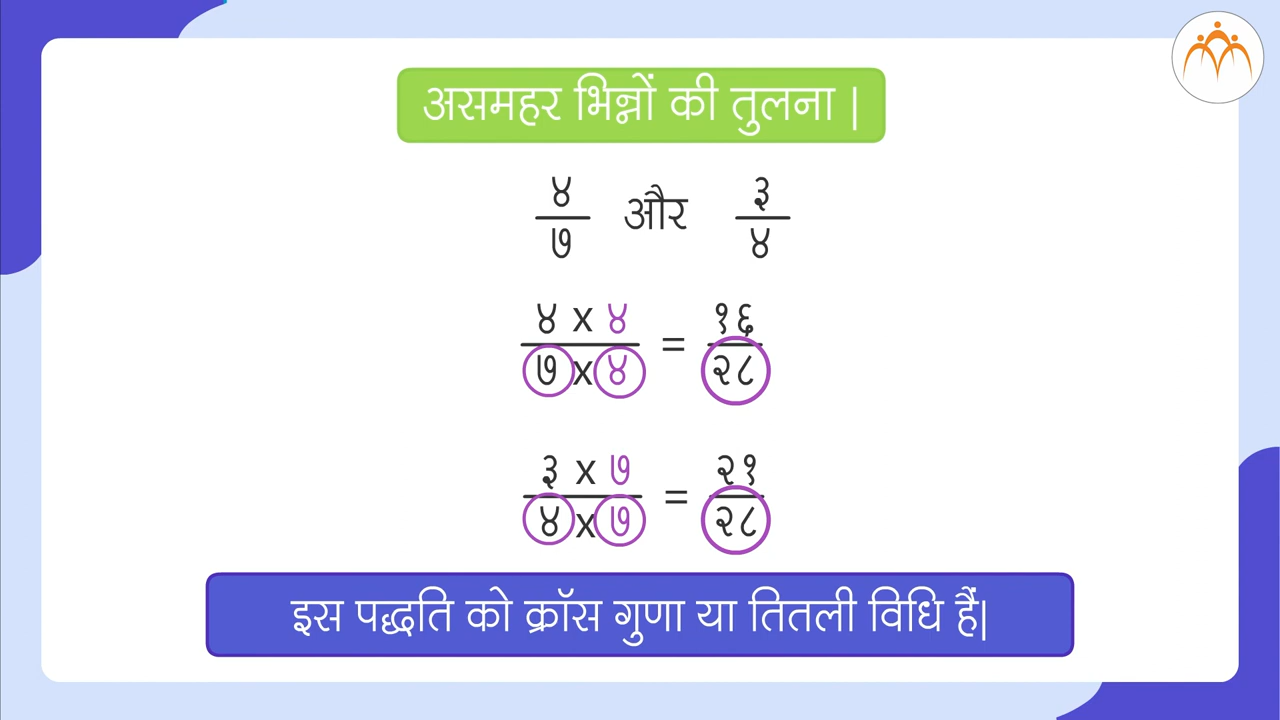 असमहर भिन्नों की तुलना |
४/७ और ३/४
४ x ४ / ७ x ४ = १६/२८
३ x ७ / ४ x ७ = २१/२८
इस पद्धति को क्रॉस गुणा या तितली विधि हैं|